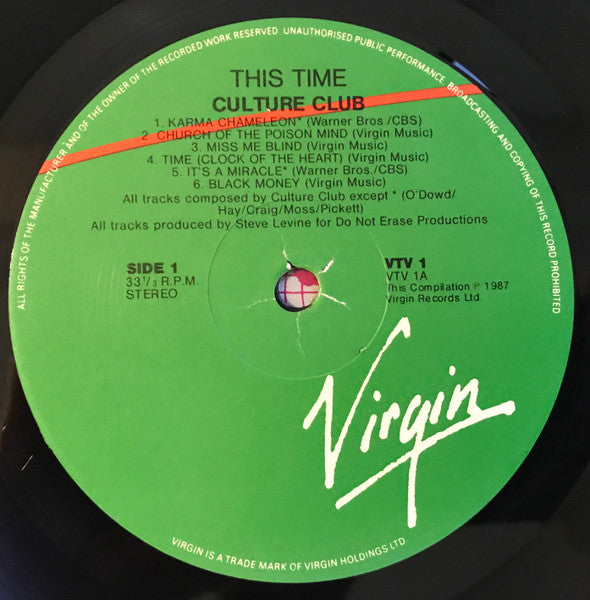 ALL RIGHTS OF THE MANUFACTURER AND OF THE OWNER OF THE RECORDED WORK RESERVED. UNAUTHORISED PUBLIC PERFORMANCE, BROADCASTING AND COPYING OF THIS RECORD PROHIBITED
THIS TIME
CULTURE CLUB
1. KARMA CHAMELEON* (Warner Bros./CBS)
2. CHURCH OF THE POISON MIND (Virgin Music)
3. MISS ME BLIND (Virgin Music)
4. TIME (CLOCK OF THE HEART) (Virgin Music)
5. IT'S A MIRACLE* (Warner Bros./CBS)
6. BLACK MONEY (Virgin Music)
All tracks composed by Culture Club except * (O'Dowd/
Hay/Craig/Moss/Pickett)
All tracks produced by Steve Levine for Do Not Erase Productions
SIDE 1
33 1/3 R.P.M.
STEREO
VTV 1
VTV 1A
This Compilation ℗ 1987
Virgin Records Ltd.
Virgin
VIRGIN IS A TRADE MARK OF VIRGIN HOLDINGS LTD